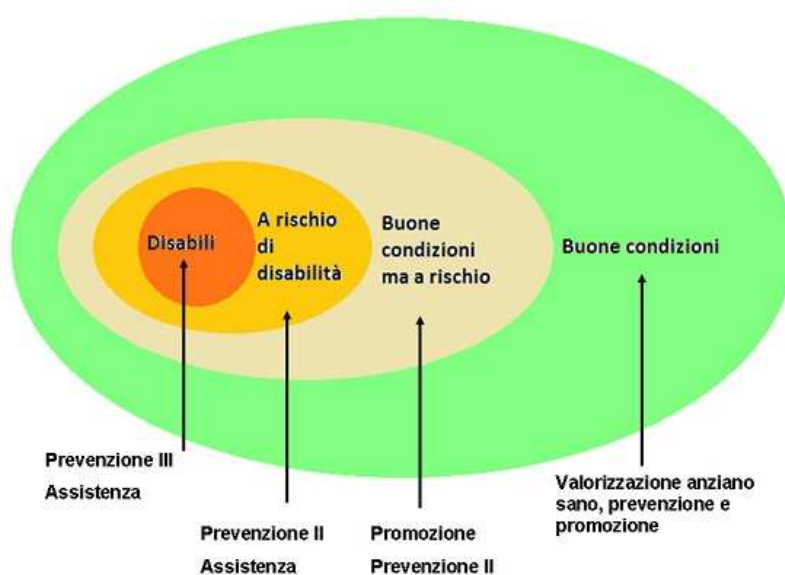 Disabili
A rischio
di
disabilità
Buone
condizioni
ma a rischio
Buone condizioni
Prevenzione III
Assistenza
Prevenzione II
Assistenza
Promozione
Prevenzione II
Valorizzazione anziano
sano, prevenzione e
promozione